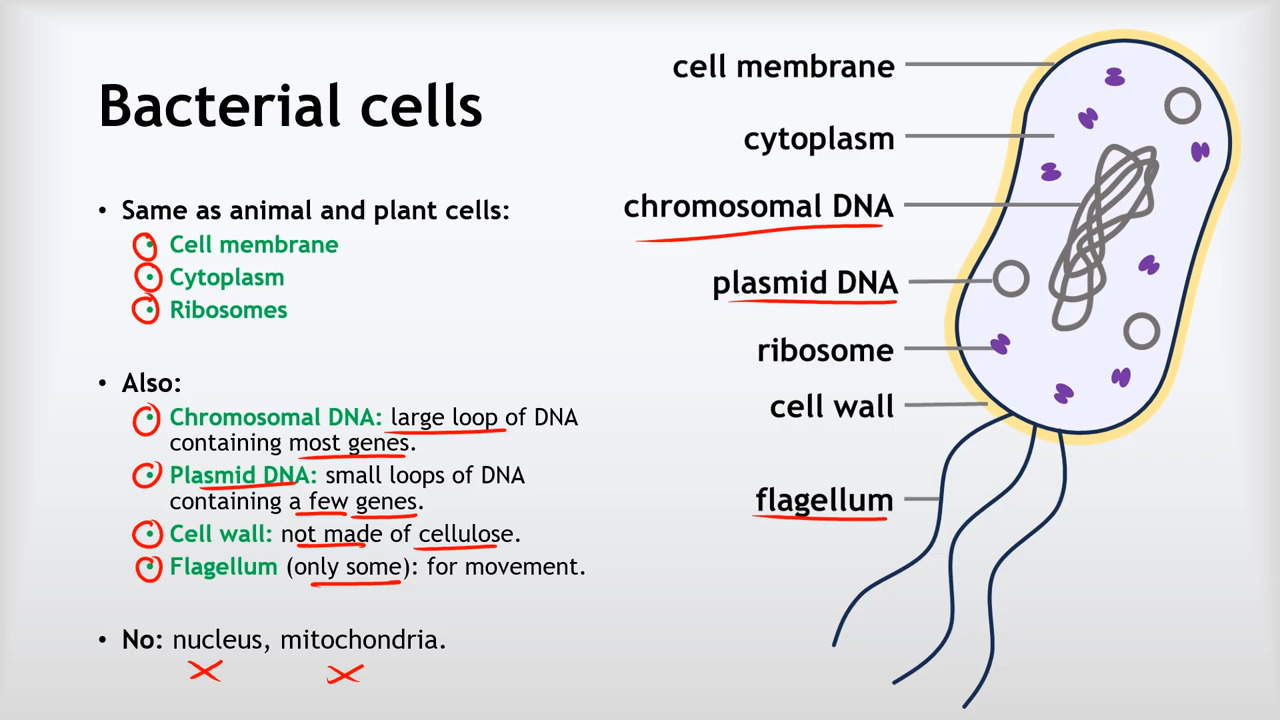 Bacterial cells
• Same as animal and plant cells:
• Cell membrane
• Cytoplasm
• Ribosomes
• Also:
• Chromosomal DNA: large loop of DNA
containing most genes.
• Plasmid DNA: small loops of DNA
containing a few genes.
• Cell wall: not made of cellulose.
• Flagellum (only some): for movement.
• No: nucleus, mitochondria.
cell membrane
cytoplasm
chromosomal DNA
plasmid DNA
ribosome
cell wall
flagellum